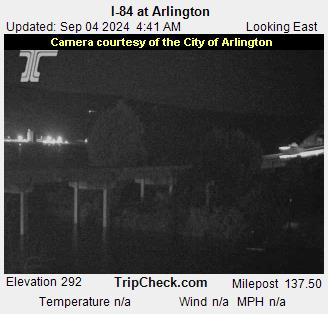 I-84 at Arlington
Updated: Sep 04 2024 4:41 AM Looking East
Camera courtesy of the City of Arlington
Elevation 292 TripCheck.com Milepost 137.50
Temperature n/a Wind n/a MPH n/a